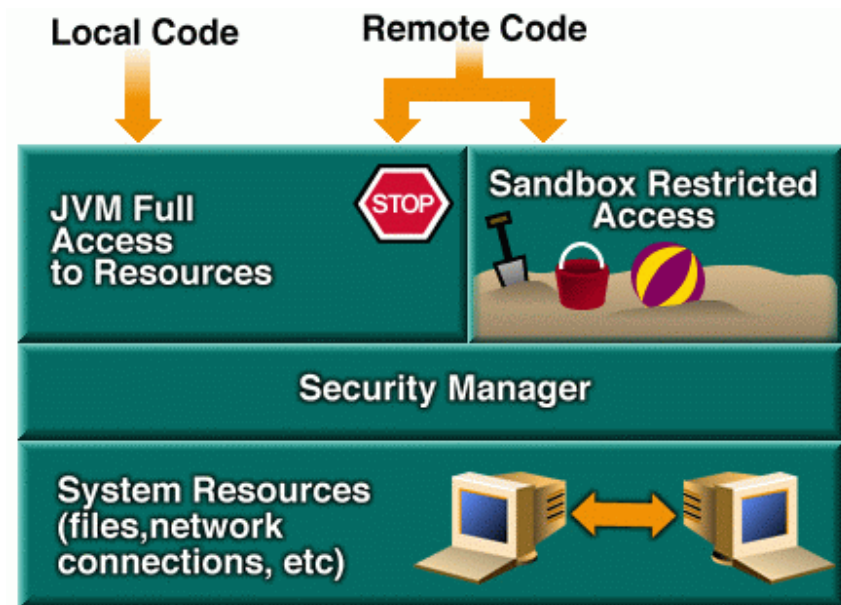 Local Code
Remote Code
JVM Full
Access
to Resources
STOP
Sandbox Restricted
Access
Security Manager
System Resources
(files,network
connections, etc)